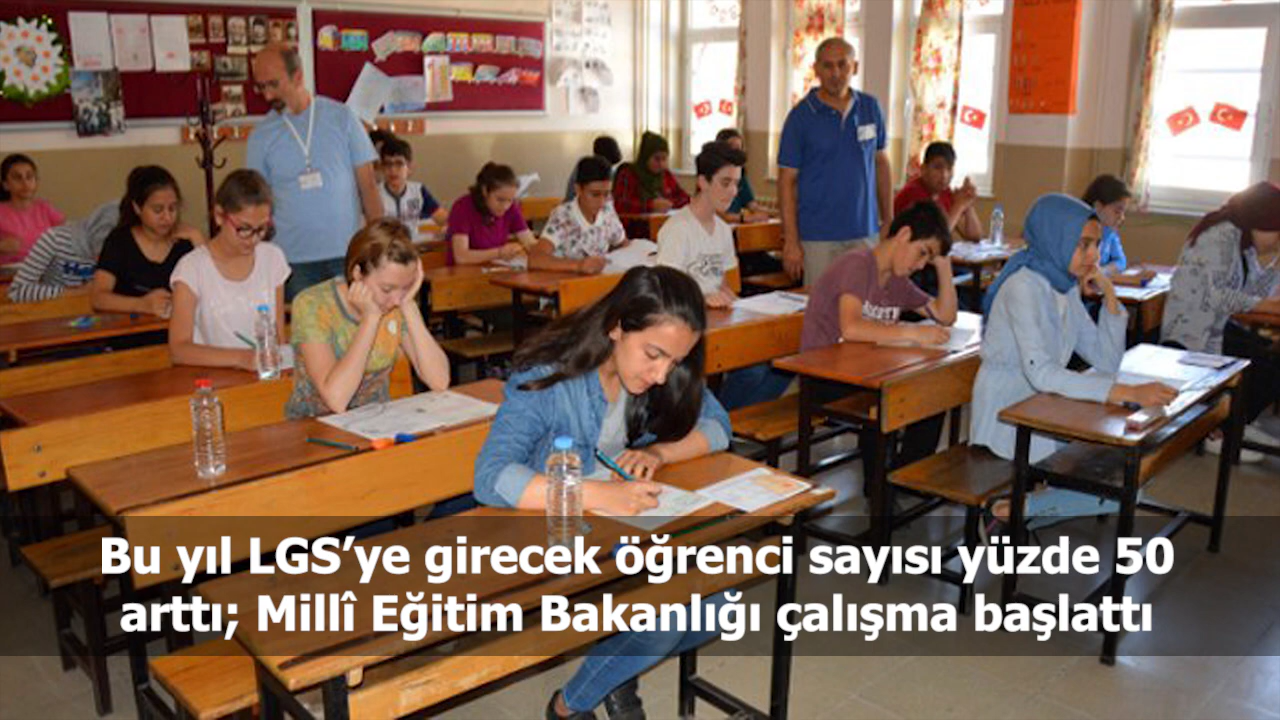 Bu yıl LGS’ye girecek öğrenci sayısı yüzde 50
arttı; Millî Eğitim Bakanlığı çalışma başlattı